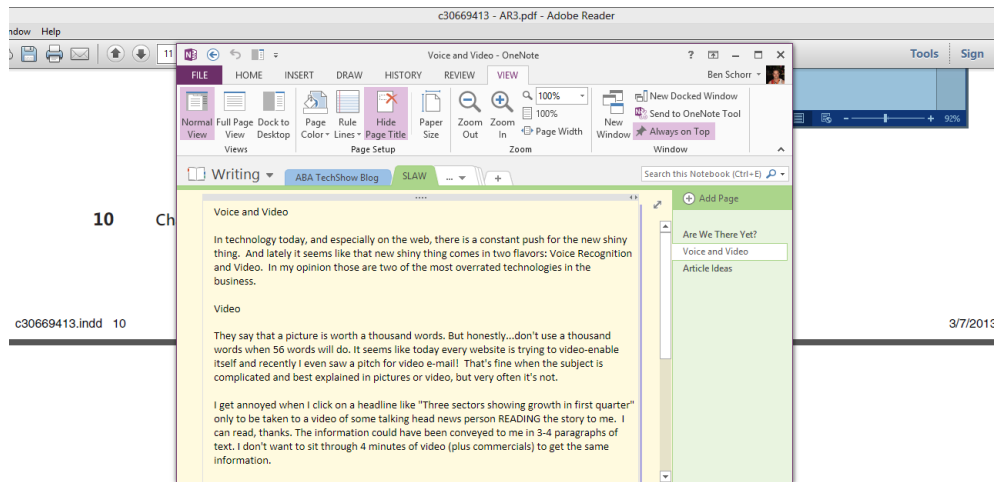 c30669413 - AR3.pdf - Adobe Reader
ndow Help
11
Tools Sign
Voice and Video - OneNote
FILE HOME INSERT DRAW HISTORY REVIEW VIEW
Ben Schorr
Normal View
Full Page View
Dock to Desktop
Views
Page Color
Rule Lines
Hide Page Title
Paper Size
Page Setup
Zoom Out
Zoom In
100%
100%
Page Width
Zoom
New Window
New Docked Window
Send to OneNote Tool
Always on Top
Window
92%
Writing
ABA TechShow Blog
SLAW
...
+
Search this Notebook (Ctrl+E)
Add Page
Are We There Yet?
Voice and Video
Article Ideas
10 Ch
Voice and Video
In technology today, and especially on the web, there is a constant push for the new shiny
thing. And lately it seems like that new shiny thing comes in two flavors: Voice Recognition
and Video. In my opinion those are two of the most overrated technologies in the
business.
Video
They say that a picture is worth a thousand words. But honestly...don't use a thousand
words when 56 words will do. It seems like today every website is trying to video-enable
itself and recently I even saw a pitch for video e-mail! That's fine when the subject is
complicated and best explained in pictures or video, but very often it's not.
I get annoyed when I click on a headline like "Three sectors showing growth in first quarter"
only to be taken to a video of some talking head news person READING the story to me. I
can read, thanks. The information could have been conveyed to me in 3-4 paragraphs of
text. I don't want to sit through 4 minutes of video (plus commercials) to get the same
information.
c30669413.indd 10
3/7/2013